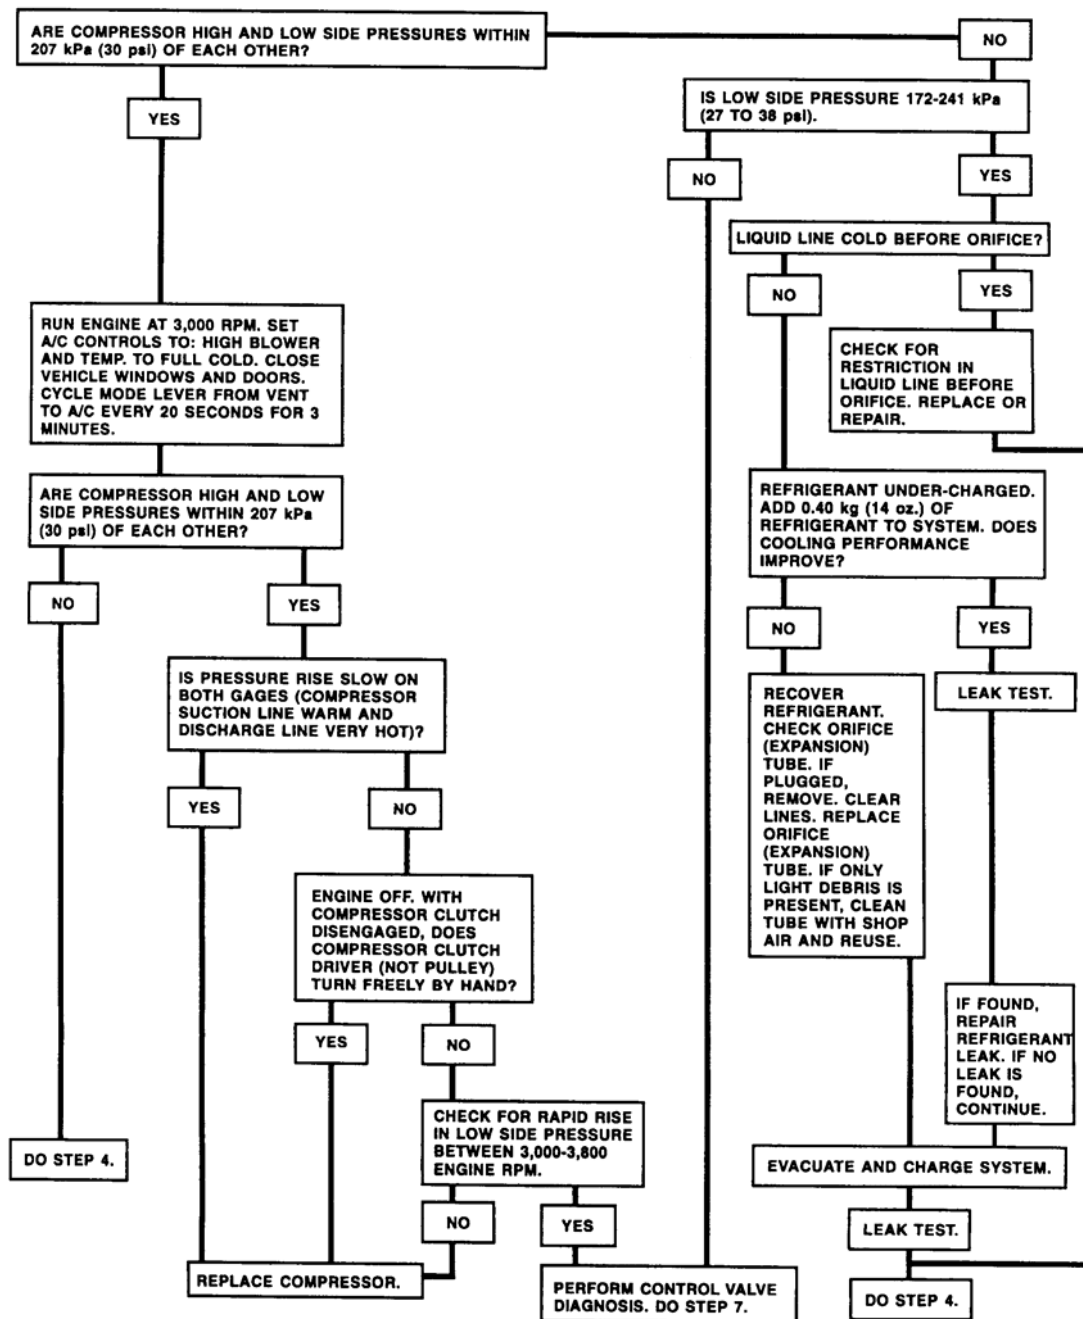 ARE COMPRESSOR HIGH AND LOW SIDE PRESSURES WITHIN
207 kPa (30 psi) OF EACH OTHER?
NO
YES
IS LOW SIDE PRESSURE 172-241 kPa
(27 TO 38 psi).
NO
YES
LIQUID LINE COLD BEFORE ORIFICE?
NO
YES
RUN ENGINE AT 3,000 RPM. SET
A/C CONTROLS TO: HIGH BLOWER
AND TEMP. TO FULL COLD. CLOSE
VEHICLE WINDOWS AND DOORS.
CYCLE MODE LEVER FROM VENT
TO A/C EVERY 20 SECONDS FOR 3
MINUTES.
CHECK FOR
RESTRICTION IN
LIQUID LINE BEFORE
ORIFICE. REPLACE OR
REPAIR.
ARE COMPRESSOR HIGH AND LOW
SIDE PRESSURES WITHIN 207 kPa
(30 psi) OF EACH OTHER?
REFRIGERANT UNDER-CHARGED.
ADD 0.40 kg (14 oz.) OF
REFRIGERANT TO SYSTEM. DOES
COOLING PERFORMANCE
IMPROVE?
NO
YES
NO
YES
IS PRESSURE RISE SLOW ON
BOTH GAGES (COMPRESSOR
SUCTION LINE WARM AND
DISCHARGE LINE VERY HOT)?
RECOVER
REFRIGERANT.
CHECK ORIFICE
(EXPANSION)
TUBE. IF
PLUGGED,
REMOVE. CLEAR
LINES. REPLACE
ORIFICE
(EXPANSION)
TUBE. IF ONLY
LIGHT DEBRIS IS
PRESENT, CLEAN
TUBE WITH SHOP
AIR AND REUSE.
LEAK TEST.
YES
NO
ENGINE OFF. WITH
COMPRESSOR CLUTCH
DISENGAGED, DOES
COMPRESSOR CLUTCH
DRIVER (NOT PULLEY)
TURN FREELY BY HAND?
YES
NO
IF FOUND,
REPAIR
REFRIGERANT
LEAK. IF NO
LEAK IS
FOUND,
CONTINUE.
CHECK FOR RAPID RISE
IN LOW SIDE PRESSURE
BETWEEN 3,000-3,800
ENGINE RPM.
DO STEP 4.
EVACUATE AND CHARGE SYSTEM.
NO
YES
LEAK TEST.
REPLACE COMPRESSOR.
PERFORM CONTROL VALVE
DIAGNOSIS. DO STEP 7.
DO STEP 4.